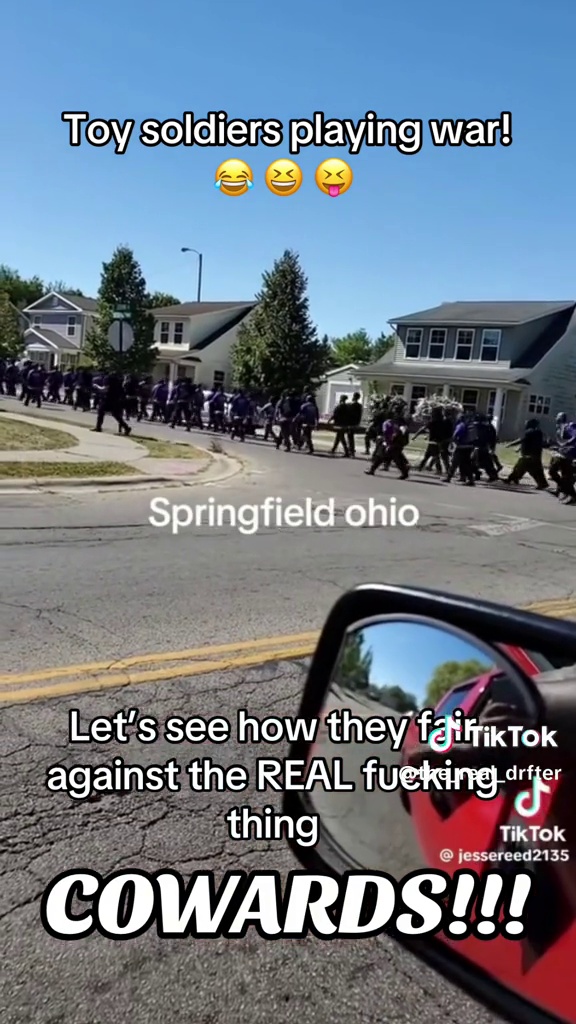 Toy soldiers playing war!
😂 😆 😝
Springfield ohio
Let's see how they fair
against the REAL fucking
thing
TikTok
@the_real_drfter
TikTok
@ jessereed2135
COWARDS!!!